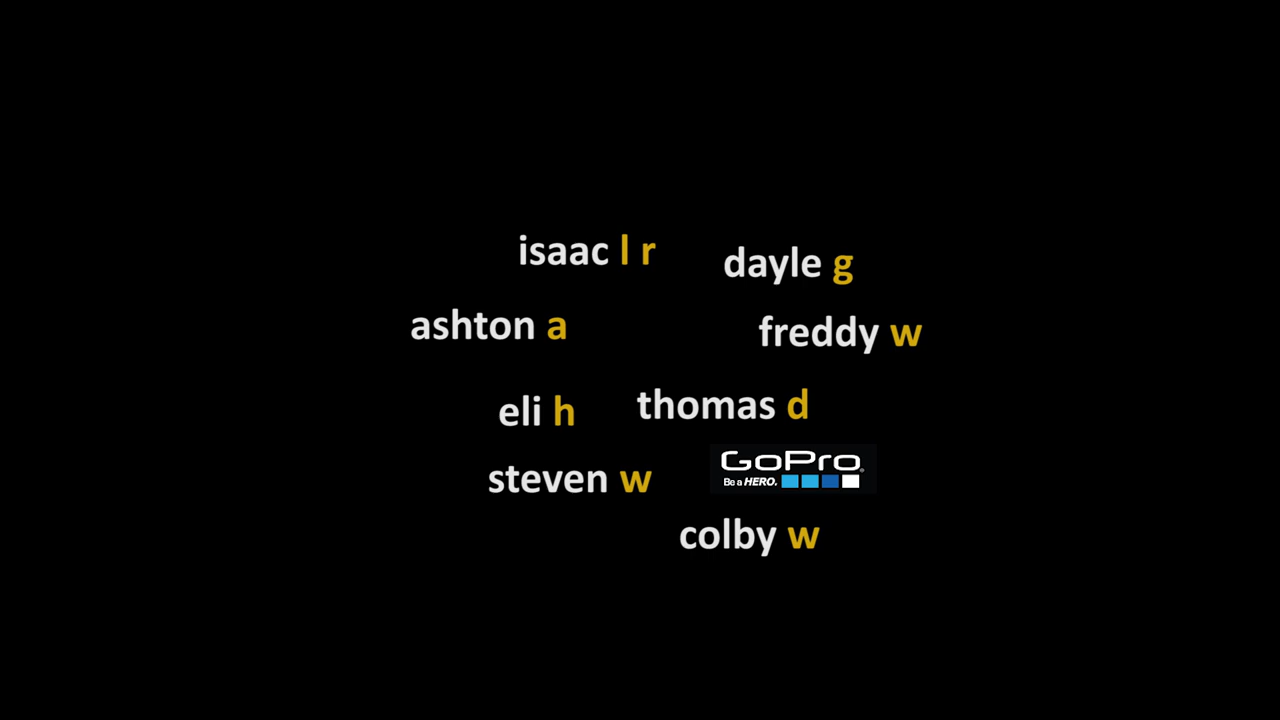 isaac l r
dayle g
ashton a
freddy w
eli h
thomas d
steven w
GoPro
Be a HERO.
colby w